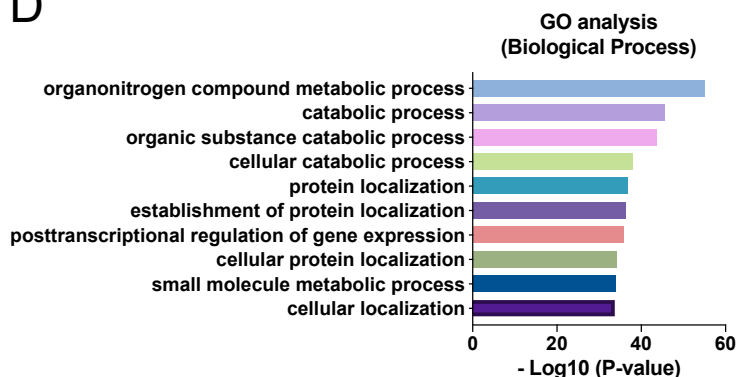 D
GO analysis
(Biological Process)
organonitrogen compound metabolic process
catabolic process
organic substance catabolic process
cellular catabolic process
protein localization
establishment of protein localization
posttranscriptional regulation of gene expression
cellular protein localization
small molecule metabolic process
cellular localization
0 20 40 60
- Log10 (P-value)